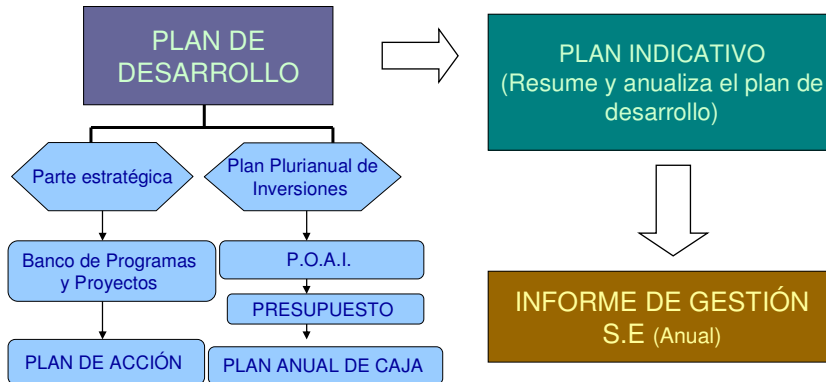 PLAN DE
DESARROLLO
PLAN INDICATIVO
(Resume y anualiza el plan de
desarrollo)
Parte estratégica
Plan Plurianual de
Inversiones
Banco de Programas
y Proyectos
P.O.A.I.
PRESUPUESTO
PLAN DE ACCIÓN
PLAN ANUAL DE CAJA
INFORME DE GESTIÓN
S.E (Anual)